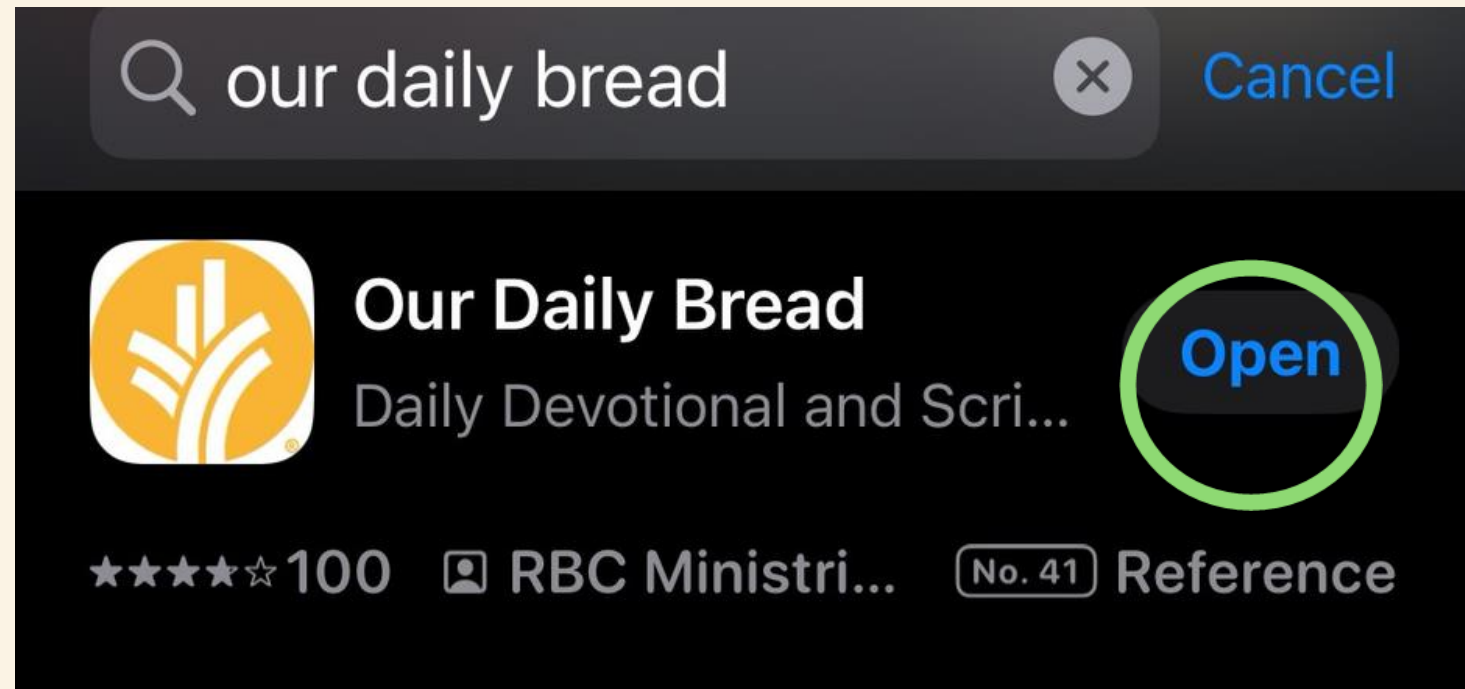 our daily bread Cancel
Our Daily Bread
Open
Daily Devotional and Scri...
100 RBC Ministri... No. 41 Reference